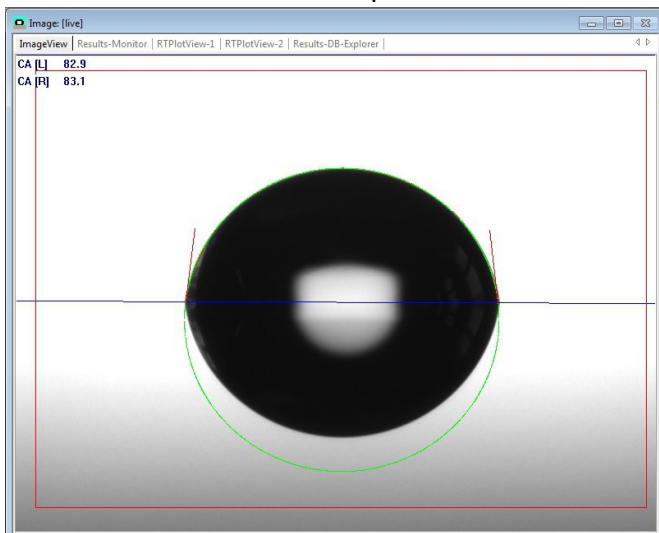 Image: [live]
ImageView Results-Monitor RTPlotView-1 RTPlotView-2 Results-DB-Explorer
CA [L] 82.9
CA [R] 83.1